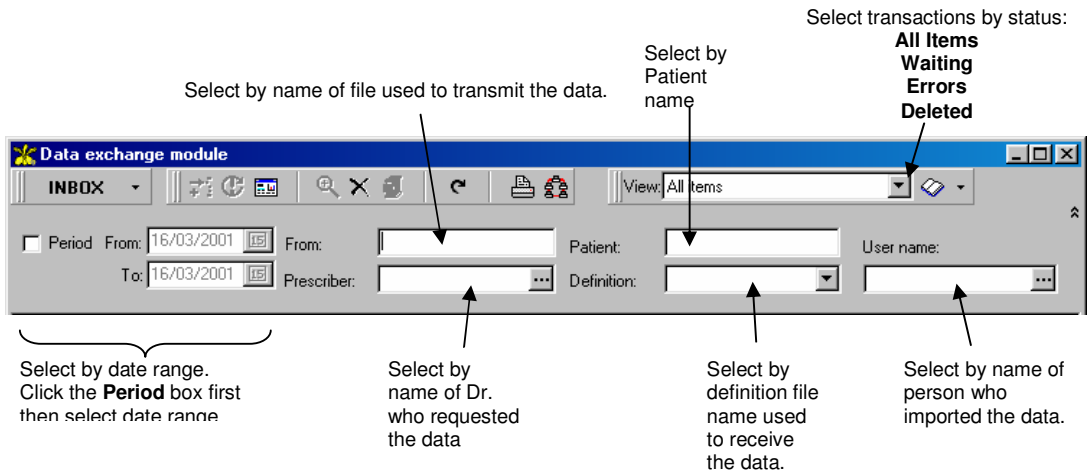 Select transactions by status:
All Items
Waiting
Errors
Deleted
Select by
Patient
name
Select by name of file used to transmit the data.
Data exchange module
INBOX
View: All Items
Period From: 16/03/2001 15 From: Patient: User name:
To: 16/03/2001 15 Prescriber: ... Definition: ...
Select by date range.
Click the Period box first
then select date range
Select by
name of Dr.
who requested
the data
Select by
definition file
name used
to receive
the data.
Select by name of
person who
imported the data.